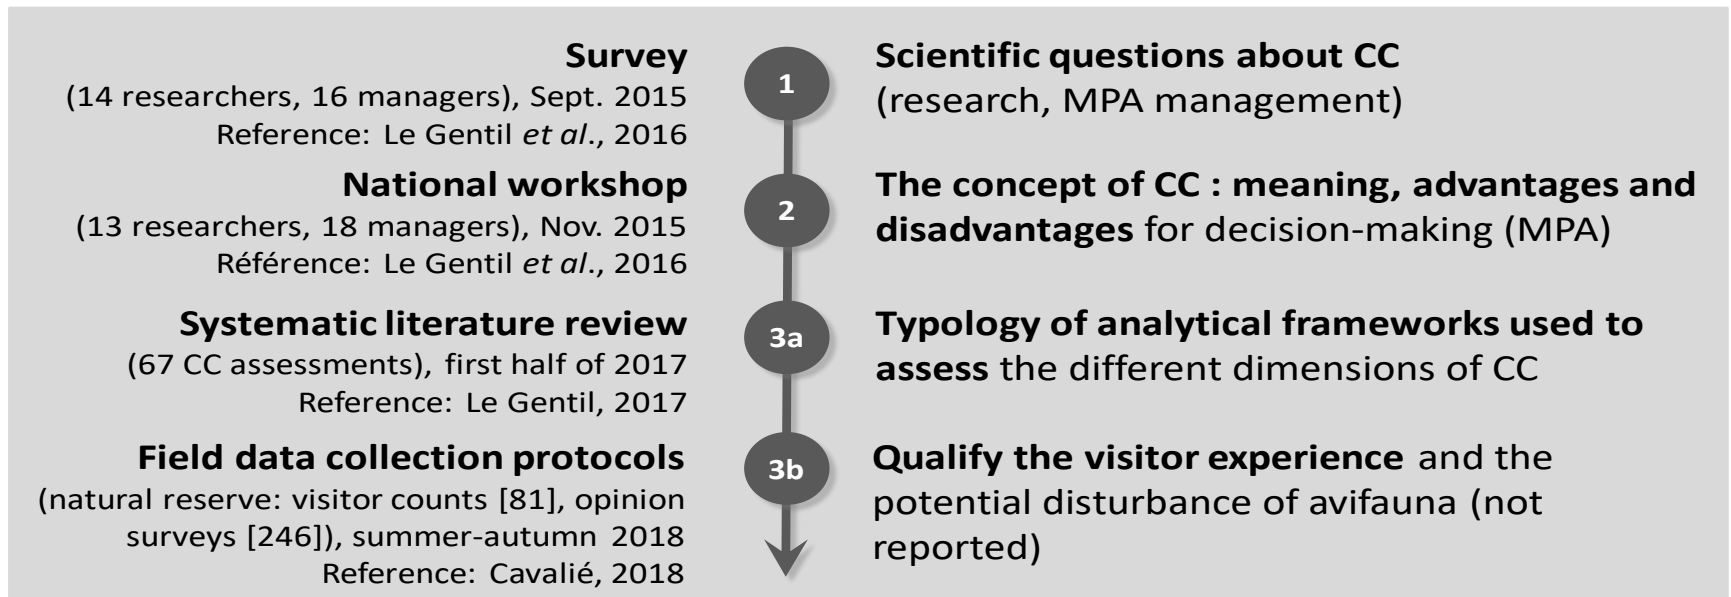 Survey
(14 researchers, 16 managers), Sept. 2015
Reference: Le Gentil et al., 2016
1
Scientific questions about CC
(research, MPA management)
National workshop
(13 researchers, 18 managers), Nov. 2015
Référence: Le Gentil et al., 2016
2
The concept of CC : meaning, advantages and
disadvantages for decision-making (MPA)
Systematic literature review
(67 CC assessments), first half of 2017
Reference: Le Gentil, 2017
3a
Typology of analytical frameworks used to
assess the different dimensions of CC
Field data collection protocols
(natural reserve: visitor counts [81], opinion
surveys [246]), summer-autumn 2018
Reference: Cavalié, 2018
3b
Qualify the visitor experience and the
potential disturbance of avifauna (not
reported)